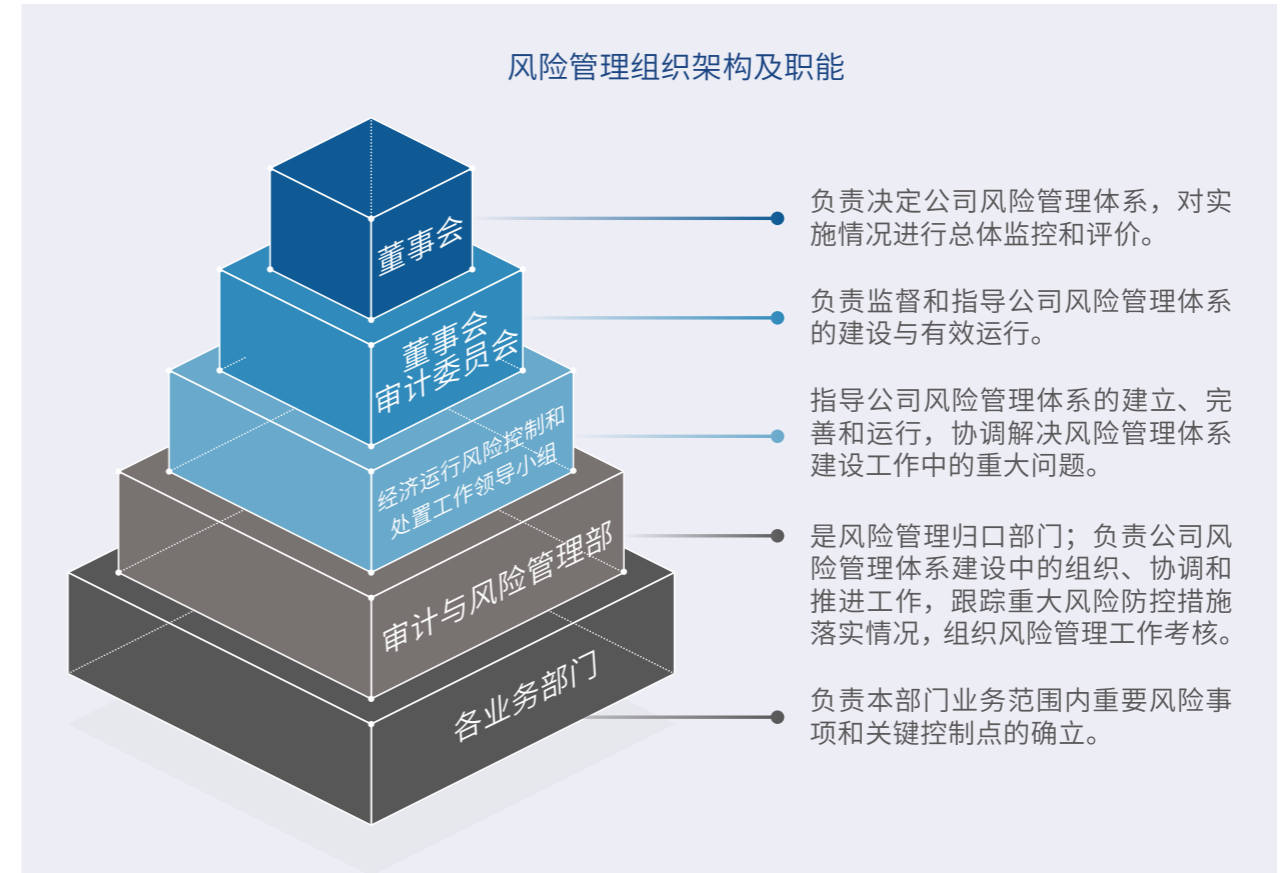 风险管理组织架构及职能
董事会
负责决定公司风险管理体系，对实
施情况进行总体监控和评价。
董事会
审计委员会
负责监督和指导公司风险管理体系
的建设与有效运行。
经济运行风险控制和
处置工作领导小组
指导公司风险管理体系的建立、完
善和运行，协调解决风险管理体系
建设工作中的重大问题。
审计与风险管理部
是风险管理归口部门；负责公司风
险管理体系建设中的组织、协调和
推进工作，跟踪重大风险防控措施
落实情况，组织风险管理工作考核。
各业务部门
负责本部门业务范围内重要风险事
项和关键控制点的确立。